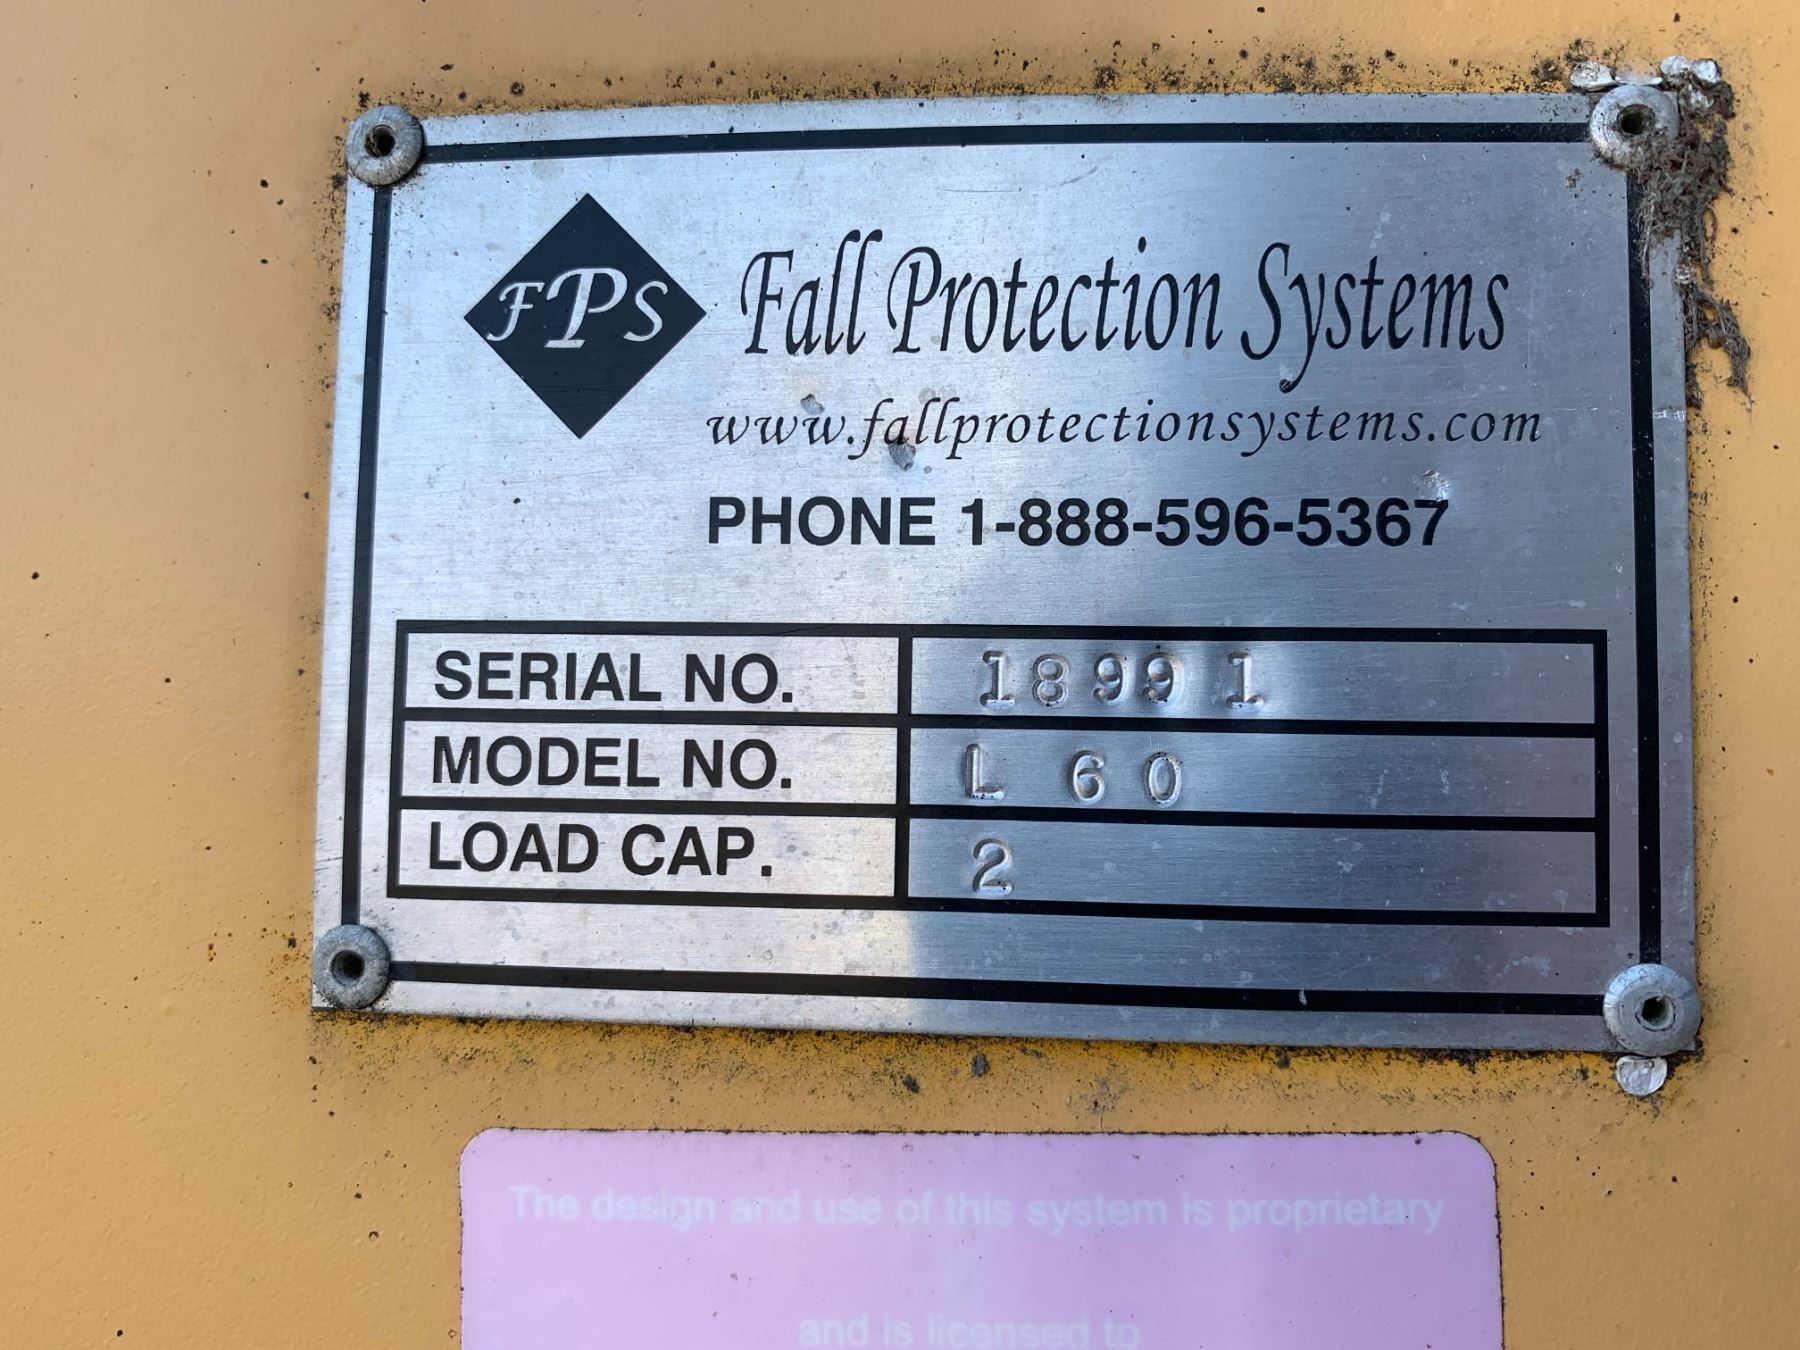 FPS
Fall Protection Systems
www.fallprotectionsystems.com
PHONE 1-888-596-5367
SERIAL NO. 18991
MODEL NO. L 60
LOAD CAP. 2
The design and use of this system is proprietary
and is licensed to